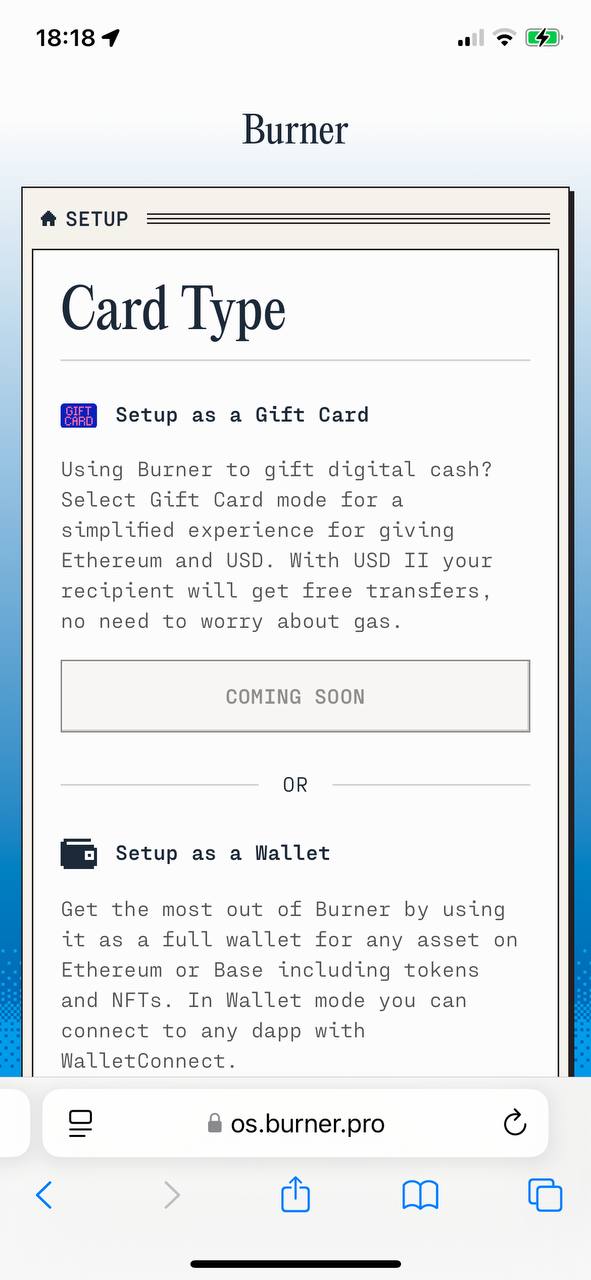 18:18
Burner
SETUP
Card Type
GIFT
CARD
Setup as a Gift Card
Using Burner to gift digital cash?
Select Gift Card mode for a
simplified experience for giving
Ethereum and USD. With USD II your
recipient will get free transfers,
no need to worry about gas.
COMING SOON
OR
Setup as a Wallet
Get the most out of Burner by using
it as a full wallet for any asset on
Ethereum or Base including tokens
and NFTs. In Wallet mode you can
connect to any dapp with
WalletConnect.
os.burner.pro